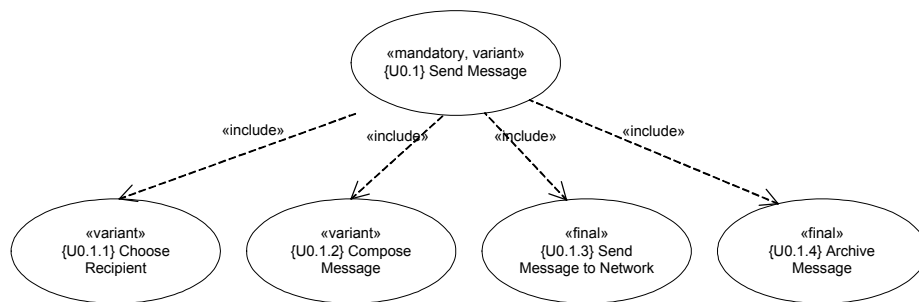 «mandatory, variant»
{U0.1} Send Message
«include»
«include»
«include»
«include»
«variant»
{U0.1.1} Choose
Recipient
«variant»
{U0.1.2} Compose
Message
«final»
{U0.1.3} Send
Message to Network
«final»
{U0.1.4} Archive
Message